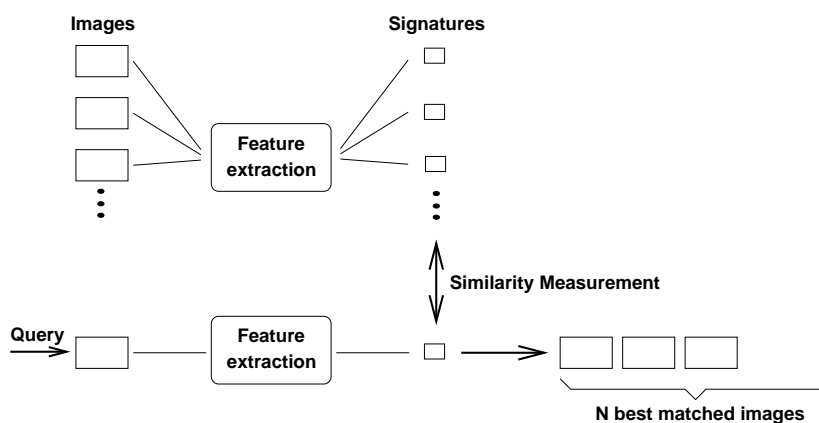 Images
Signatures
Feature
extraction
Similarity Measurement
Query
Feature
extraction
N best matched images